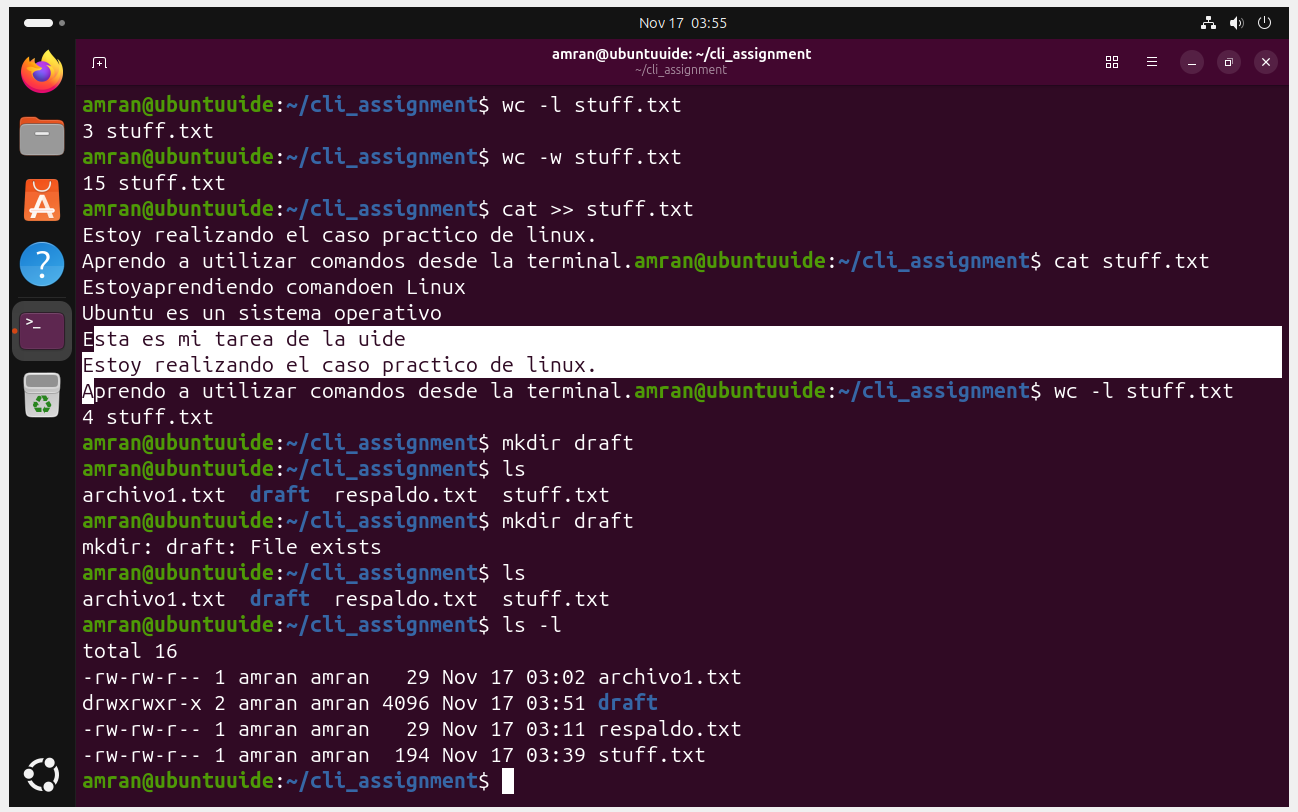 Nov 17 03:55
amran@ubuntuuide: ~/cli_assignment
~/cli_assignment
amran@ubuntuuide:~/cli_assignment$ wc -l stuff.txt
3 stuff.txt
amran@ubuntuuide:~/cli_assignment$ wc -w stuff.txt
15 stuff.txt
amran@ubuntuuide:~/cli_assignment$ cat >> stuff.txt
Estoy realizando el caso practico de linux.
Aprendo a utilizar comandos desde la terminal.amran@ubuntuuide:~/cli_assignment$ cat stuff.txt
Estoyaprendiendo comandoen Linux
Ubuntu es un sistema operativo
Esta es mi tarea de la uide
Estoy realizando el caso practico de linux.
Aprendo a utilizar comandos desde la terminal.amran@ubuntuuide:~/cli_assignment$ wc -l stuff.txt
4 stuff.txt
amran@ubuntuuide:~/cli_assignment$ mkdir draft
amran@ubuntuuide:~/cli_assignment$ ls
archivo1.txt  draft  respaldo.txt  stuff.txt
amran@ubuntuuide:~/cli_assignment$ mkdir draft
mkdir: draft: File exists
amran@ubuntuuide:~/cli_assignment$ ls
archivo1.txt  draft  respaldo.txt  stuff.txt
amran@ubuntuuide:~/cli_assignment$ ls -l
total 16
-rw-rw-r-- 1 amran amran   29 Nov 17 03:02 archivo1.txt
drwxrwxr-x 2 amran amran 4096 Nov 17 03:51 draft
-rw-rw-r-- 1 amran amran   29 Nov 17 03:11 respaldo.txt
-rw-rw-r-- 1 amran amran  194 Nov 17 03:39 stuff.txt
amran@ubuntuuide:~/cli_assignment$